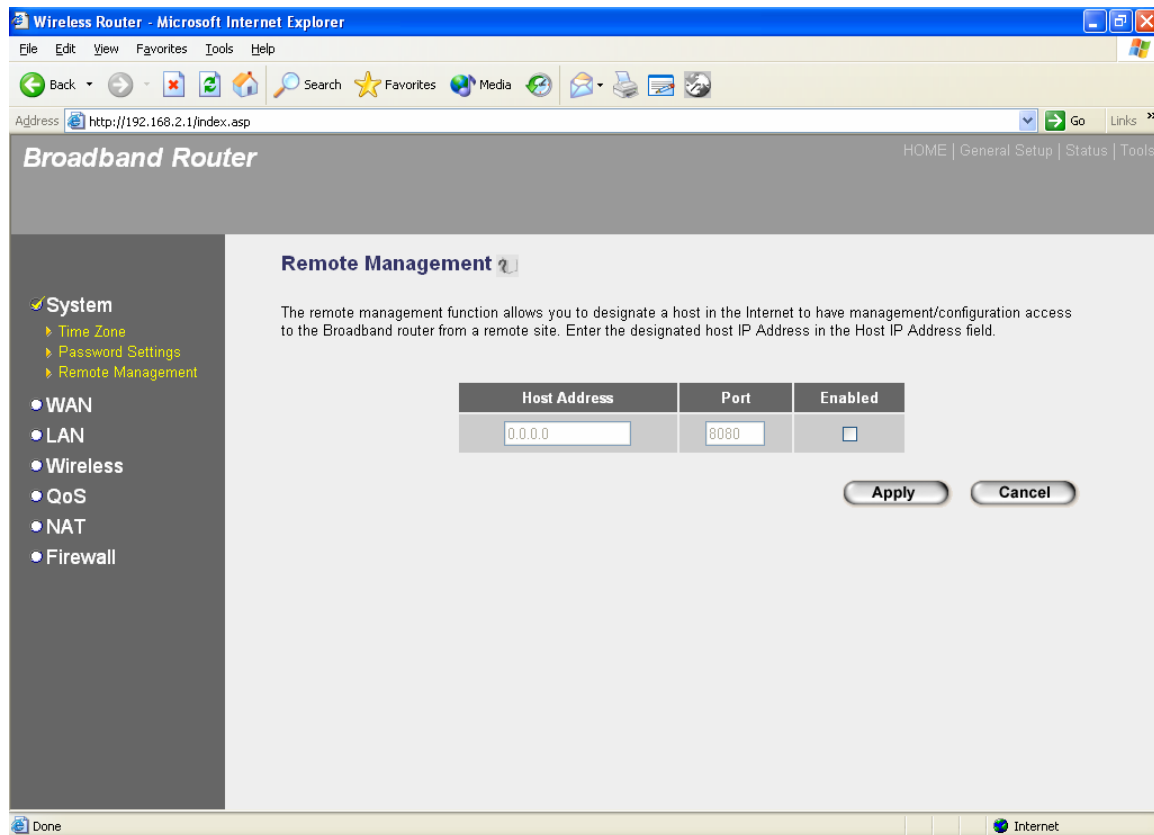 Wireless Router - Microsoft Internet Explorer
File Edit View Favorites Tools Help
Back Search Favorites Media
Address http://192.168.2.1/index.asp Go Links »
Broadband Router
HOME | General Setup | Status | Tools
Remote Management
System
Time Zone
Password Settings
Remote Management
WAN
LAN
Wireless
QoS
NAT
Firewall
The remote management function allows you to designate a host in the Internet to have management/configuration access
to the Broadband router from a remote site. Enter the designated host IP Address in the Host IP Address field.
Host Address Port Enabled
0.0.0.0 8080
Apply Cancel
Done Internet